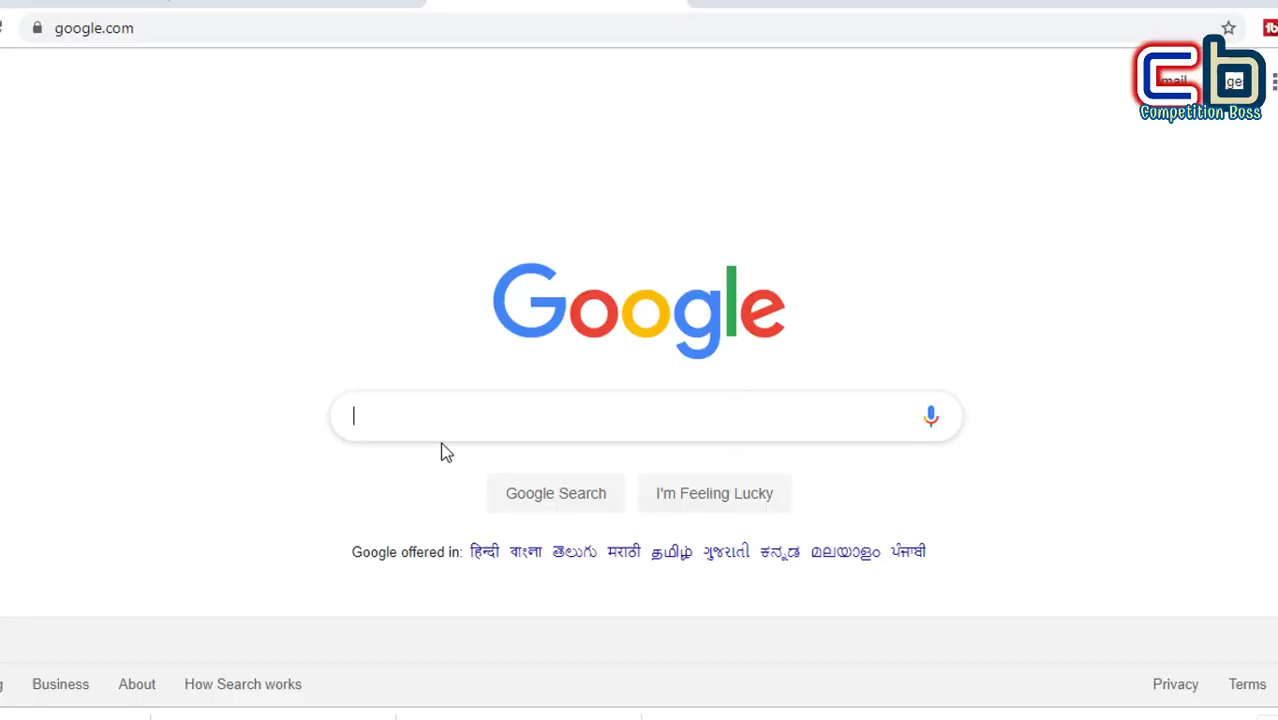 google.com
Competition Boss
Google
Google Search
I'm Feeling Lucky
Google offered in: हिन्दी বাংলা తెలుగు मराठी தமிழ் ગુજરાતી ಕನ್ನಡ മലയാളം ਪੰਜਾਬੀ
Business About How Search works
Privacy Terms